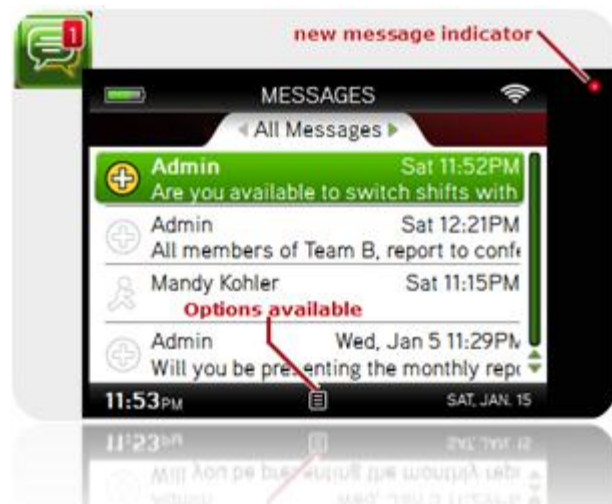 1
new message indicator
MESSAGES
All Messages
Admin Sat 11:52PM
Are you available to switch shifts with
Admin Sat 12:21PM
All members of Team B, report to confe
Mandy Kohler Sat 11:15PM
Options available
Admin Wed, Jan 5 11:29PM
Will you be presenting the monthly repo
11:53PM SAT, JAN. 15